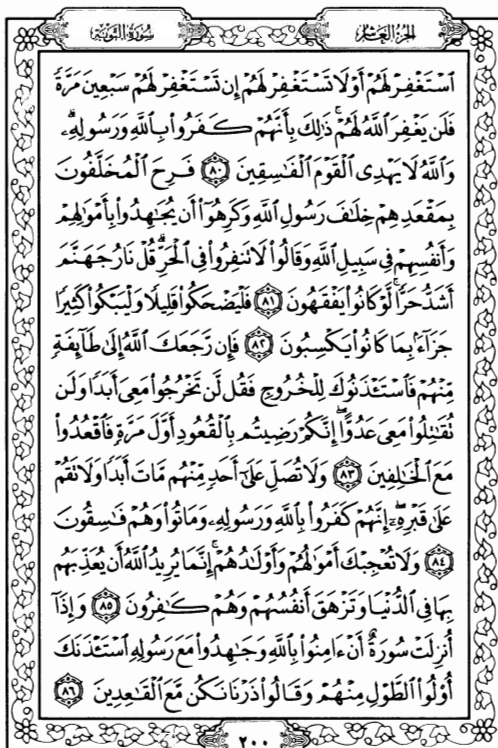 الجزء العاشر
سورة التوبة
ٱسْتَغْفِرْ لَهُمْ أَوْ لَا تَسْتَغْفِرْ لَهُمْ إِن تَسْتَغْفِرْ لَهُمْ سَبْعِينَ مَرَّةً
فَلَن يَغْفِرَ ٱللَّهُ لَهُمْ ۚ ذَٰلِكَ بِأَنَّهُمْ كَفَرُوا۟ بِٱللَّهِ وَرَسُولِهِۦ ۗ
وَٱللَّهُ لَا يَهْدِى ٱلْقَوْمَ ٱلْفَـٰسِقِينَ ٨٠ فَرِحَ ٱلْمُخَلَّفُونَ
بِمَقْعَدِهِمْ خِلَـٰفَ رَسُولِ ٱللَّهِ وَكَرِهُوٓا۟ أَن يُجَـٰهِدُوا۟ بِأَمْوَٰلِهِمْ
وَأَنفُسِهِمْ فِى سَبِيلِ ٱللَّهِ وَقَالُوا۟ لَا تَنفِرُوا۟ فِى ٱلْحَرِّ ۗ قُلْ نَارُ جَهَنَّمَ
أَشَدُّ حَرًّا ۚ لَّوْ كَانُوا۟ يَفْقَهُونَ ٨١ فَلْيَضْحَكُوا۟ قَلِيلًا وَلْيَبْكُوا۟ كَثِيرًا
جَزَآءًۢ بِمَا كَانُوا۟ يَكْسِبُونَ ٨٢ فَإِن رَّجَعَكَ ٱللَّهُ إِلَىٰ طَآئِفَةٍ
مِّنْهُمْ فَٱسْتَـْٔذَنُوكَ لِلْخُرُوجِ فَقُل لَّن تَخْرُجُوا۟ مَعِىَ أَبَدًا وَلَن
تُقَـٰتِلُوا۟ مَعِىَ عَدُوًّا ۖ إِنَّكُمْ رَضِيتُم بِٱلْقُعُودِ أَوَّلَ مَرَّةٍ فَٱقْعُدُوا۟
مَعَ ٱلْخَـٰلِفِينَ ٨٣ وَلَا تُصَلِّ عَلَىٰٓ أَحَدٍ مِّنْهُم مَّاتَ أَبَدًا وَلَا تَقُمْ
عَلَىٰ قَبْرِهِۦٓ ۖ إِنَّهُمْ كَفَرُوا۟ بِٱللَّهِ وَرَسُولِهِۦ وَمَاتُوا۟ وَهُمْ فَـٰسِقُونَ
٨٤ وَلَا تُعْجِبْكَ أَمْوَٰلُهُمْ وَأَوْلَـٰدُهُمْ ۚ إِنَّمَا يُرِيدُ ٱللَّهُ أَن يُعَذِّبَهُم
بِهَا فِى ٱلدُّنْيَا وَتَزْهَقَ أَنفُسُهُمْ وَهُمْ كَـٰفِرُونَ ٨٥ وَإِذَآ
أُنزِلَتْ سُورَةٌ أَنْ ءَامِنُوا۟ بِٱللَّهِ وَجَـٰهِدُوا۟ مَعَ رَسُولِهِ ٱسْتَـْٔذَنَكَ
أُو۟لُوا۟ ٱلطَّوْلِ مِنْهُمْ وَقَالُوا۟ ذَرْنَا نَكُن مَّعَ ٱلْقَـٰعِدِينَ ٨٦
٢٠٠